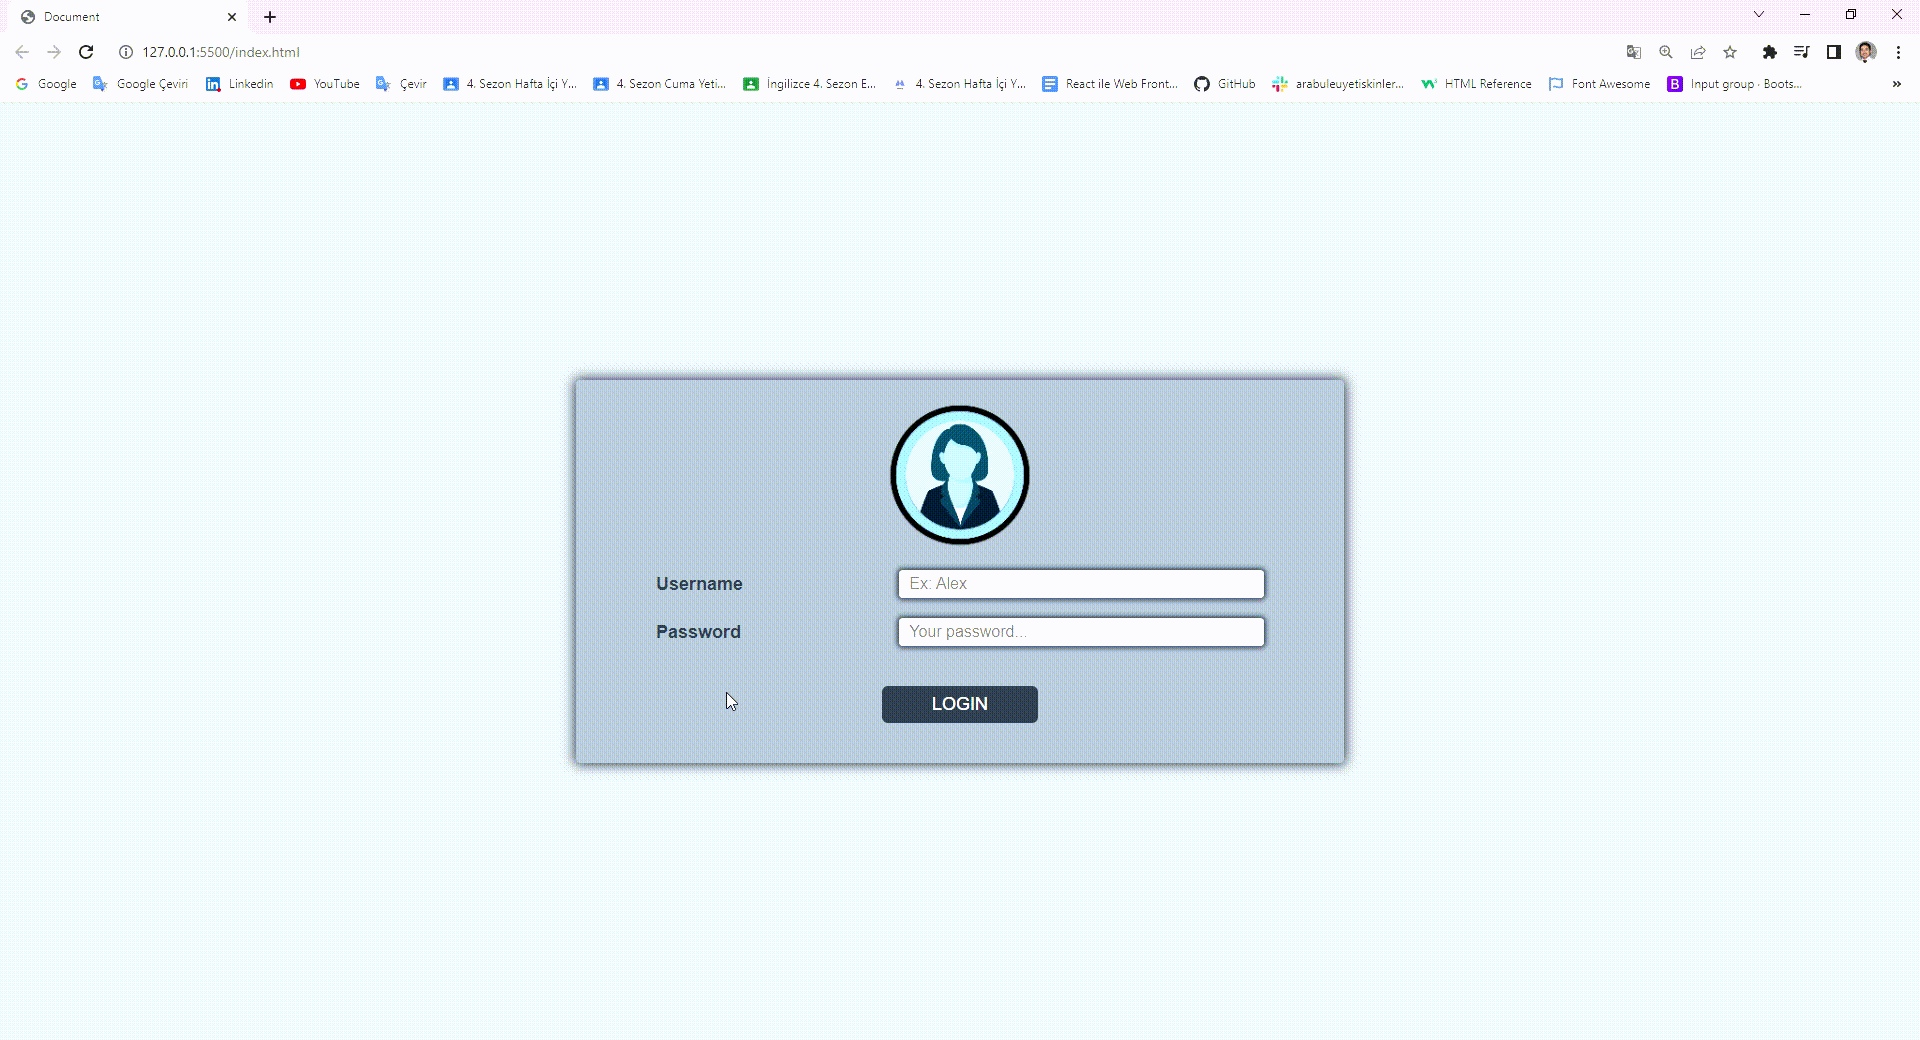 Document
127.0.0.1:5500/index.html
Google Google Çeviri Linkedin YouTube Çevir 4. Sezon Hafta İçi Y... 4. Sezon Cuma Yeti... İngilizce 4. Sezon E... 4. Sezon Hafta İçi Y... React ile Web Front... GitHub arabuleuyetiskinler... HTML Reference Font Awesome B Input group · Boots... »
Username Ex: Alex
Password Your password...
LOGIN